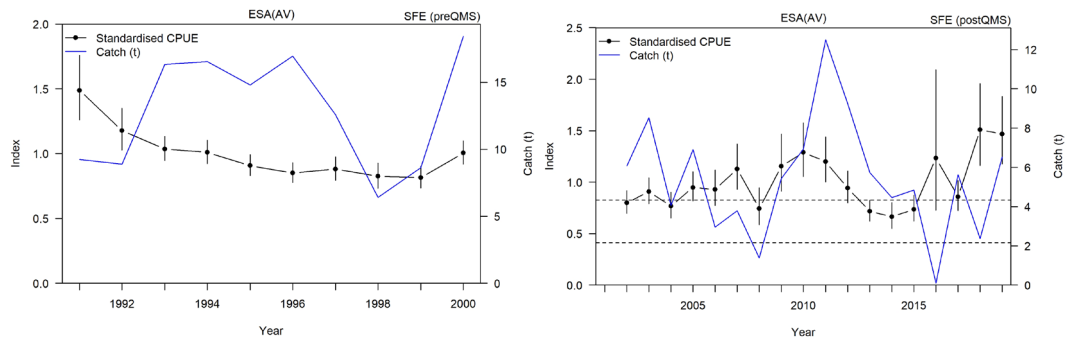 ESA(AV)
SFE (preQMS)
Standardised CPUE
Catch (t)
2.0
1.5
1.0
0.5
0.0
Index
15
10
5
0
Catch (t)
1992 1994 1996 1998 2000
Year
ESA(AV)
SFE (postQMS)
Standardised CPUE
Catch (t)
2.5
2.0
1.5
1.0
0.5
0.0
Index
12
10
8
6
4
2
0
Catch (t)
2005 2010 2015
Year